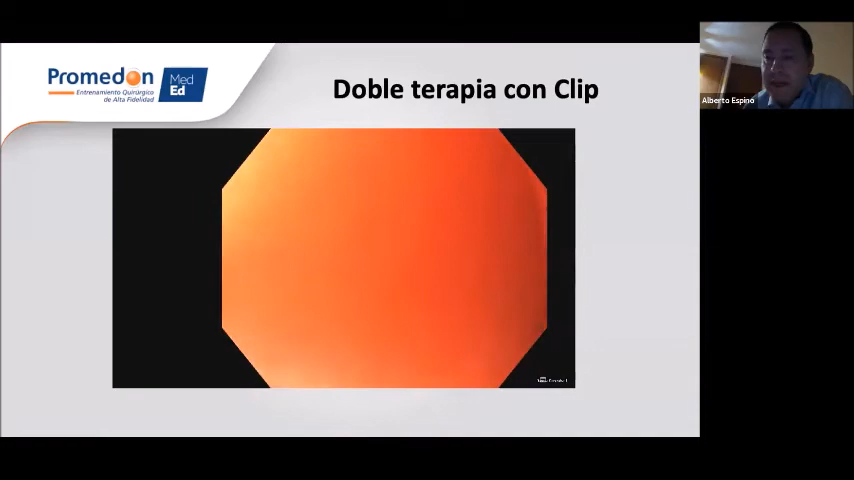 Promedon
Entrenamiento Quirúrgico
de Alta Fidelidad
Med
Ed
Doble terapia con Clip
Alberto Espino